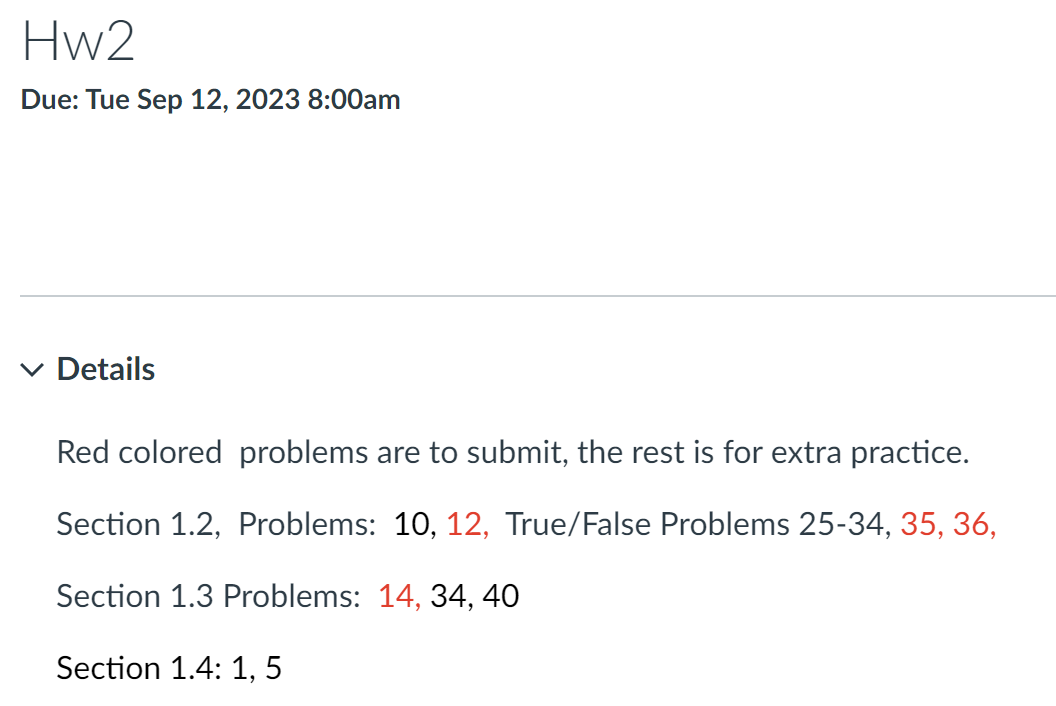 Hw2
Due: Tue Sep 12, 2023 8:00am
Details
Red colored  problems are to submit, the rest is for extra practice.
Section 1.2,  Problems:  10, 12,  True/False Problems 25-34, 35, 36,
Section 1.3 Problems:  14, 34, 40
Section 1.4: 1, 5